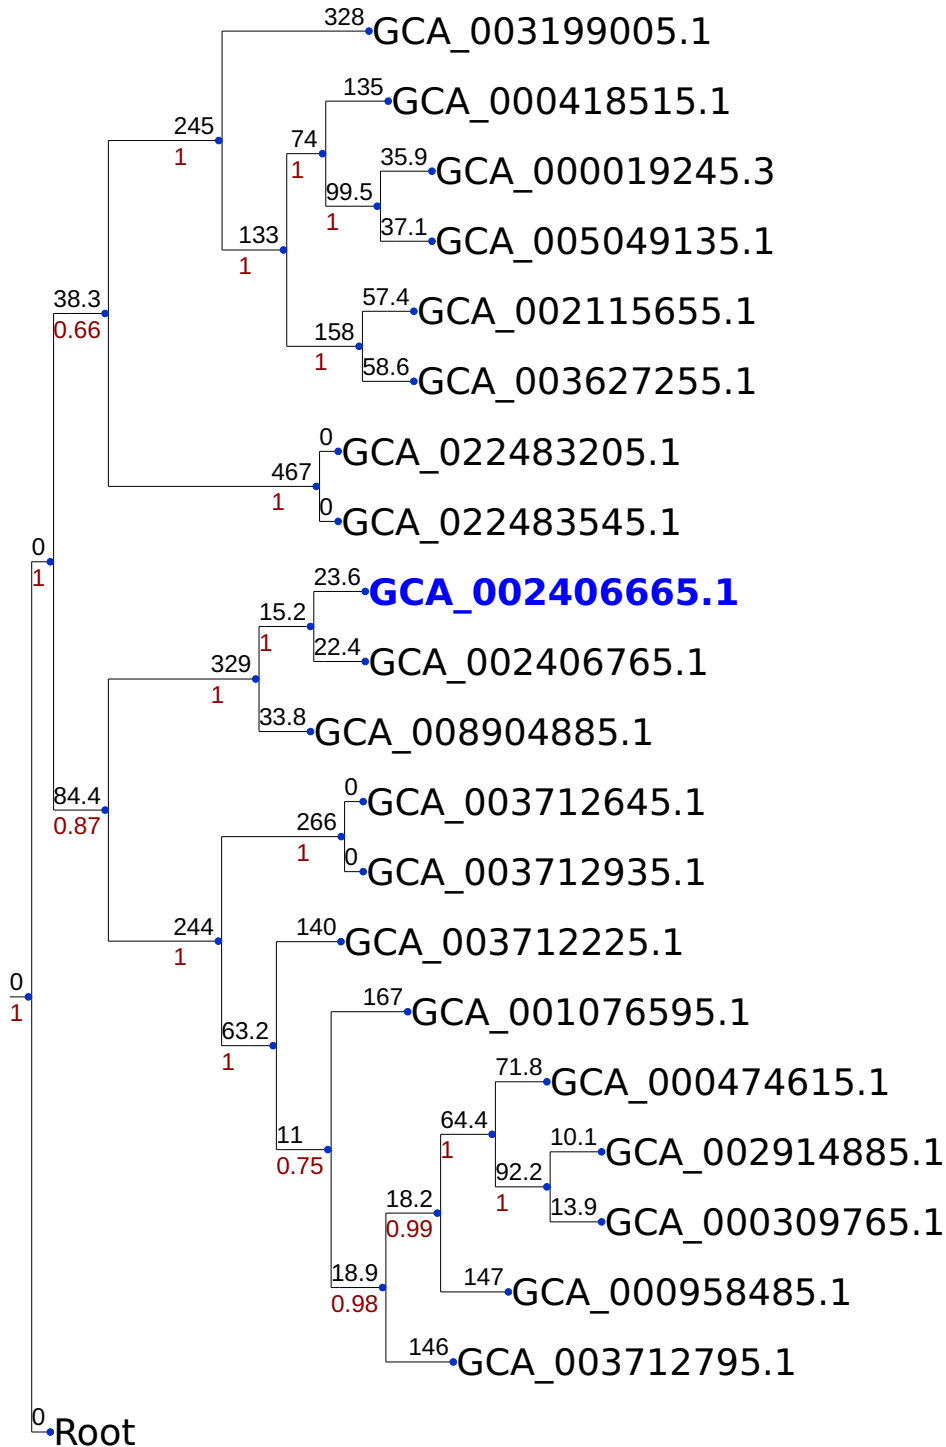 328
GCA_003199005.1
135
GCA_000418515.1
245
1
74
1
35.9
GCA_000019245.3
99.5
1
37.1
GCA_005049135.1
133
1
57.4
GCA_002115655.1
38.3
0.66
158
1
58.6
GCA_003627255.1
0
GCA_022483205.1
467
1
0
GCA_022483545.1
0
1
23.6
GCA_002406665.1
15.2
1
22.4
GCA_002406765.1
329
1
33.8
GCA_008904885.1
84.4
0.87
0
GCA_003712645.1
266
1
0
GCA_003712935.1
244
1
140
GCA_003712225.1
0
1
167
GCA_001076595.1
63.2
1
71.8
GCA_000474615.1
64.4
1
11
0.75
10.1
GCA_002914885.1
92.2
1
18.2
0.99
13.9
GCA_000309765.1
18.9
0.98
147
GCA_000958485.1
146
GCA_003712795.1
0
Root